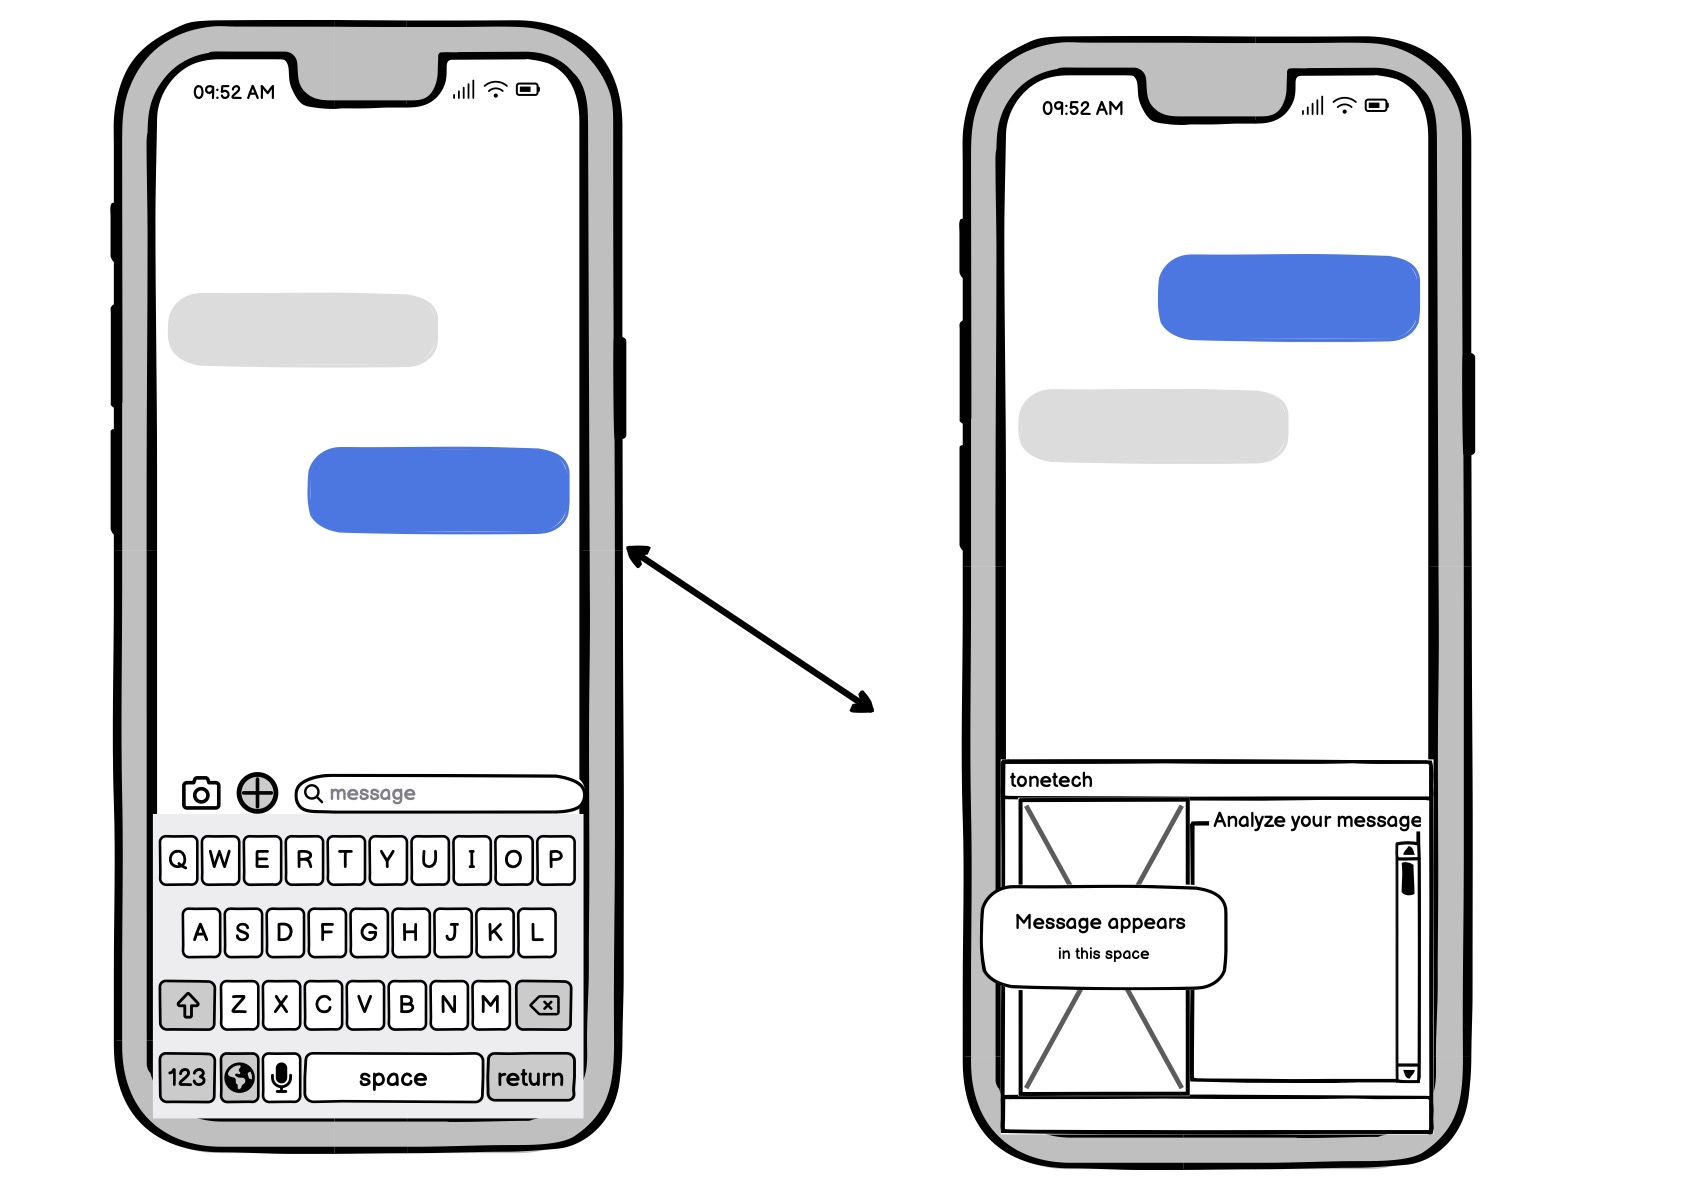 09:52 AM
message
Q W E R T Y U I O P
A S D F G H J K L
Z X C V B N M
123 space return
09:52 AM
tonetech
Analyze your message
Message appears
in this space